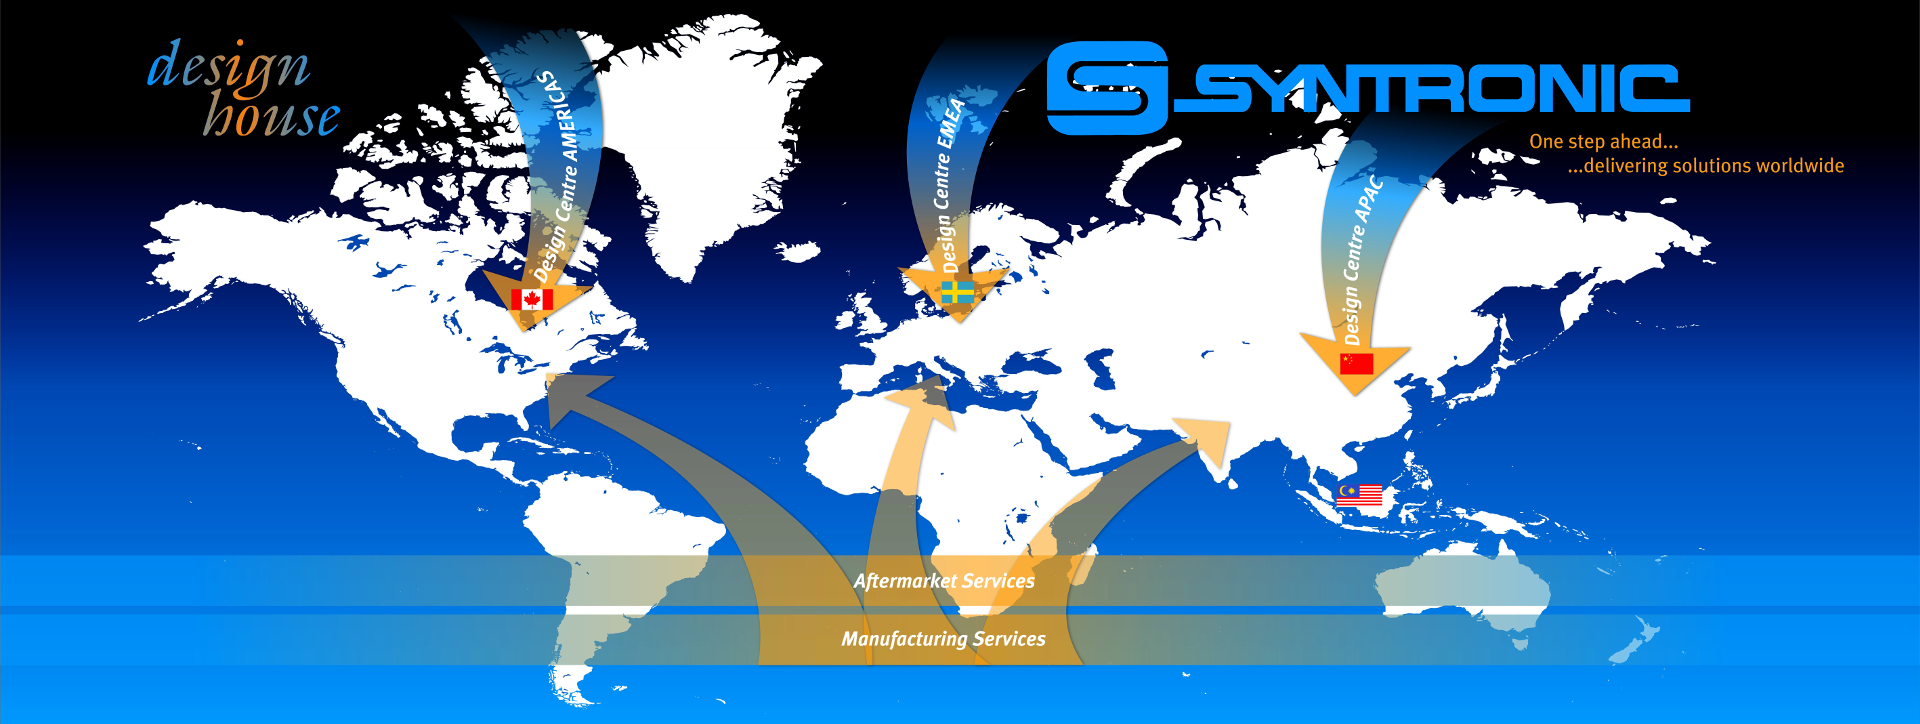 design
house
SYNTRONIC
One step ahead...
...delivering solutions worldwide
Design Centre AMERICAS
Design Centre EMEA
Design Centre APAC
Aftermarket Services
Manufacturing Services